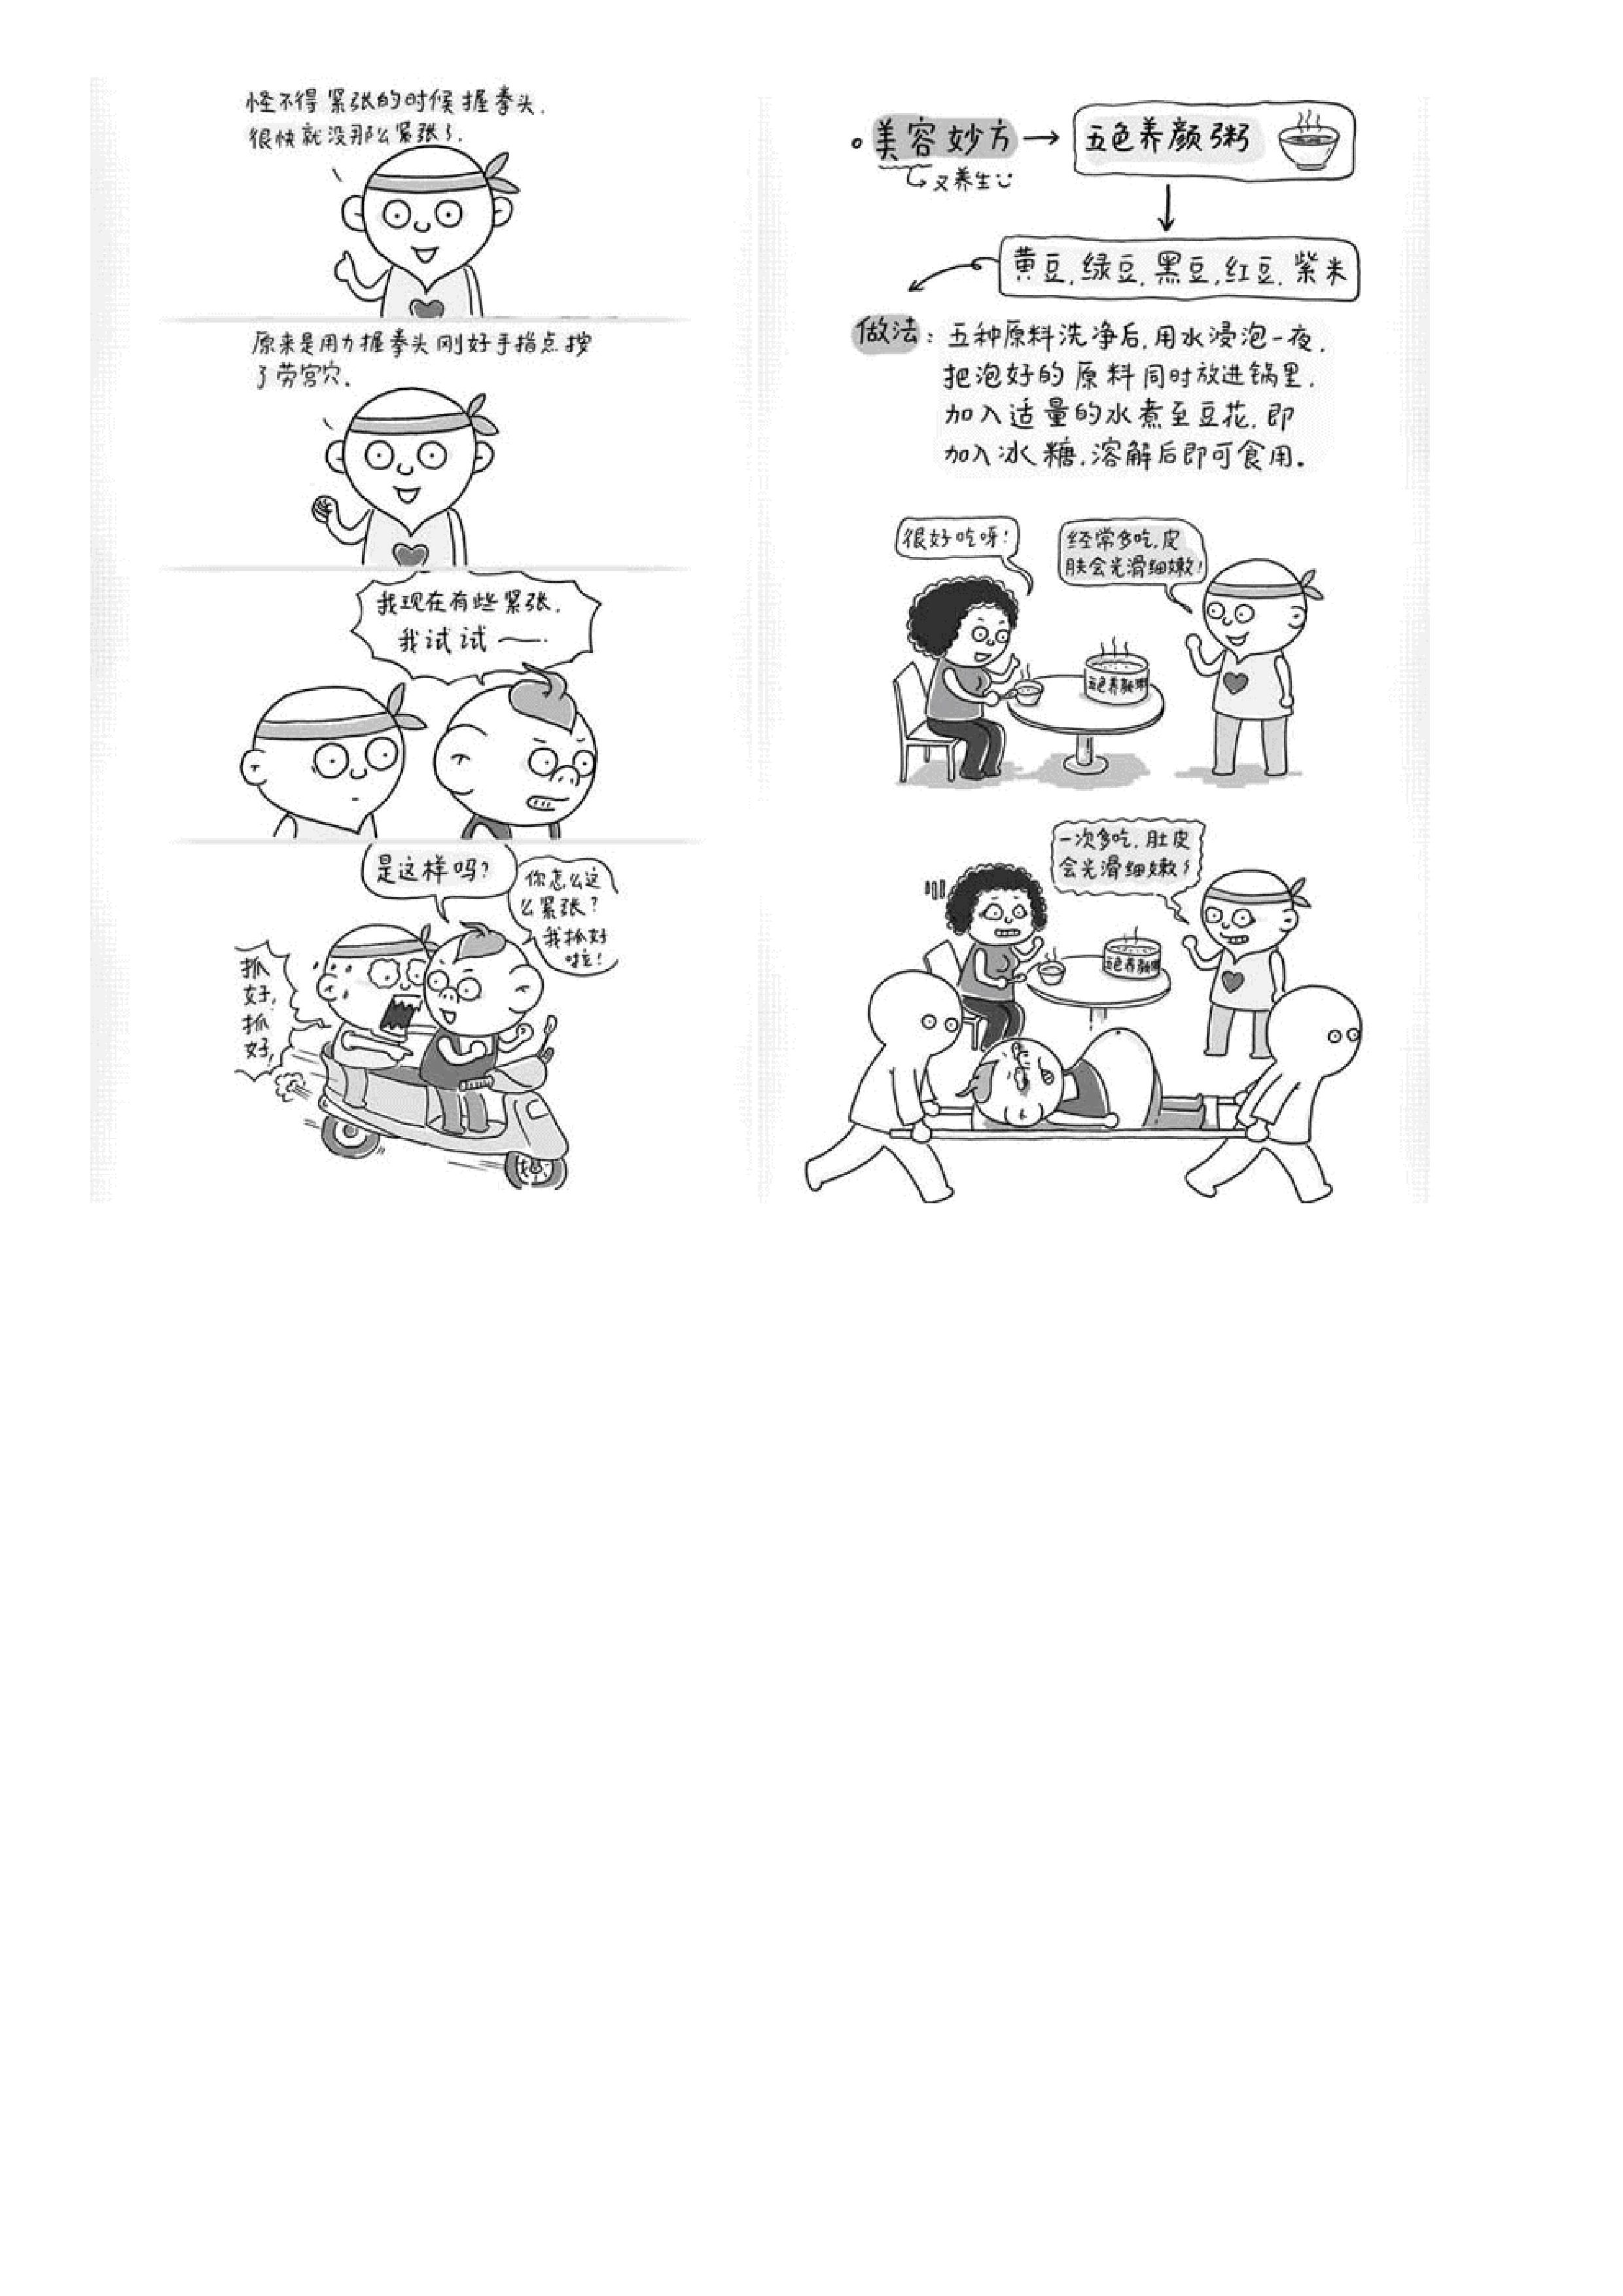 怪不得紧张的时候握拳头,
很快就没那么紧张了.
原来是用力握拳头刚好手指点按
了劳宫穴.
我现在有些紧张,
我试试——.
是这样吗?
你怎么这
么紧张?
我抓好
啦!
抓
好,
抓
好,
美容妙方→
五色养颜粥
又养生
黄豆,绿豆,黑豆,红豆,紫米
做法:五种原料洗净后,用水浸泡一夜,
把泡好的原料同时放进锅里,
加入适量的水煮至豆花,即
加入冰糖,溶解后即可食用。
很好吃呀!
经常多吃,皮
肤会光滑细嫩!
五色养颜粥
一次多吃,肚皮
会光滑细嫩!
五色养颜粥